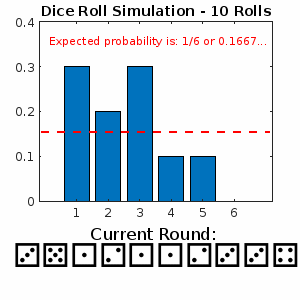 Dice Roll Simulation - 10 Rolls
0.4
Expected probability is: 1/6 or 0.1667...
0.3
0.2
0.1
0
1 2 3 4 5 6
Current Round: